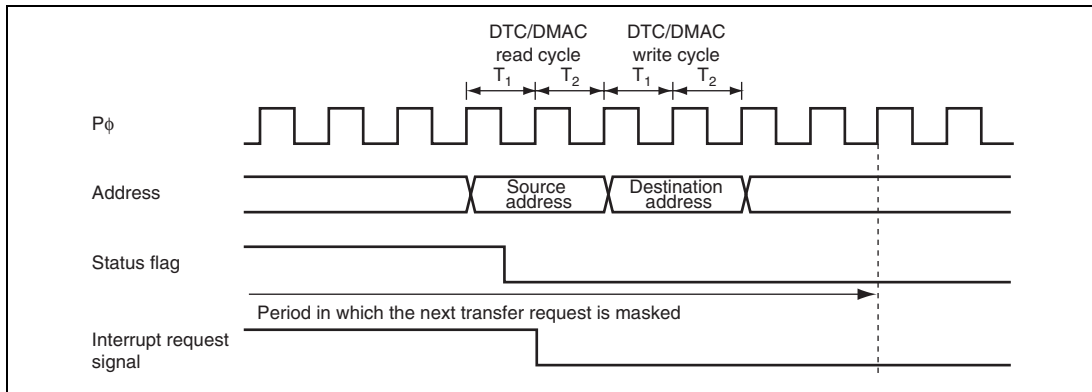 DTC/DMAC DTC/DMAC
read cycle write cycle
T1 T2 T1 T2
Pϕ
Address
Source address
Destination address
Status flag
Period in which the next transfer request is masked
Interrupt request
signal